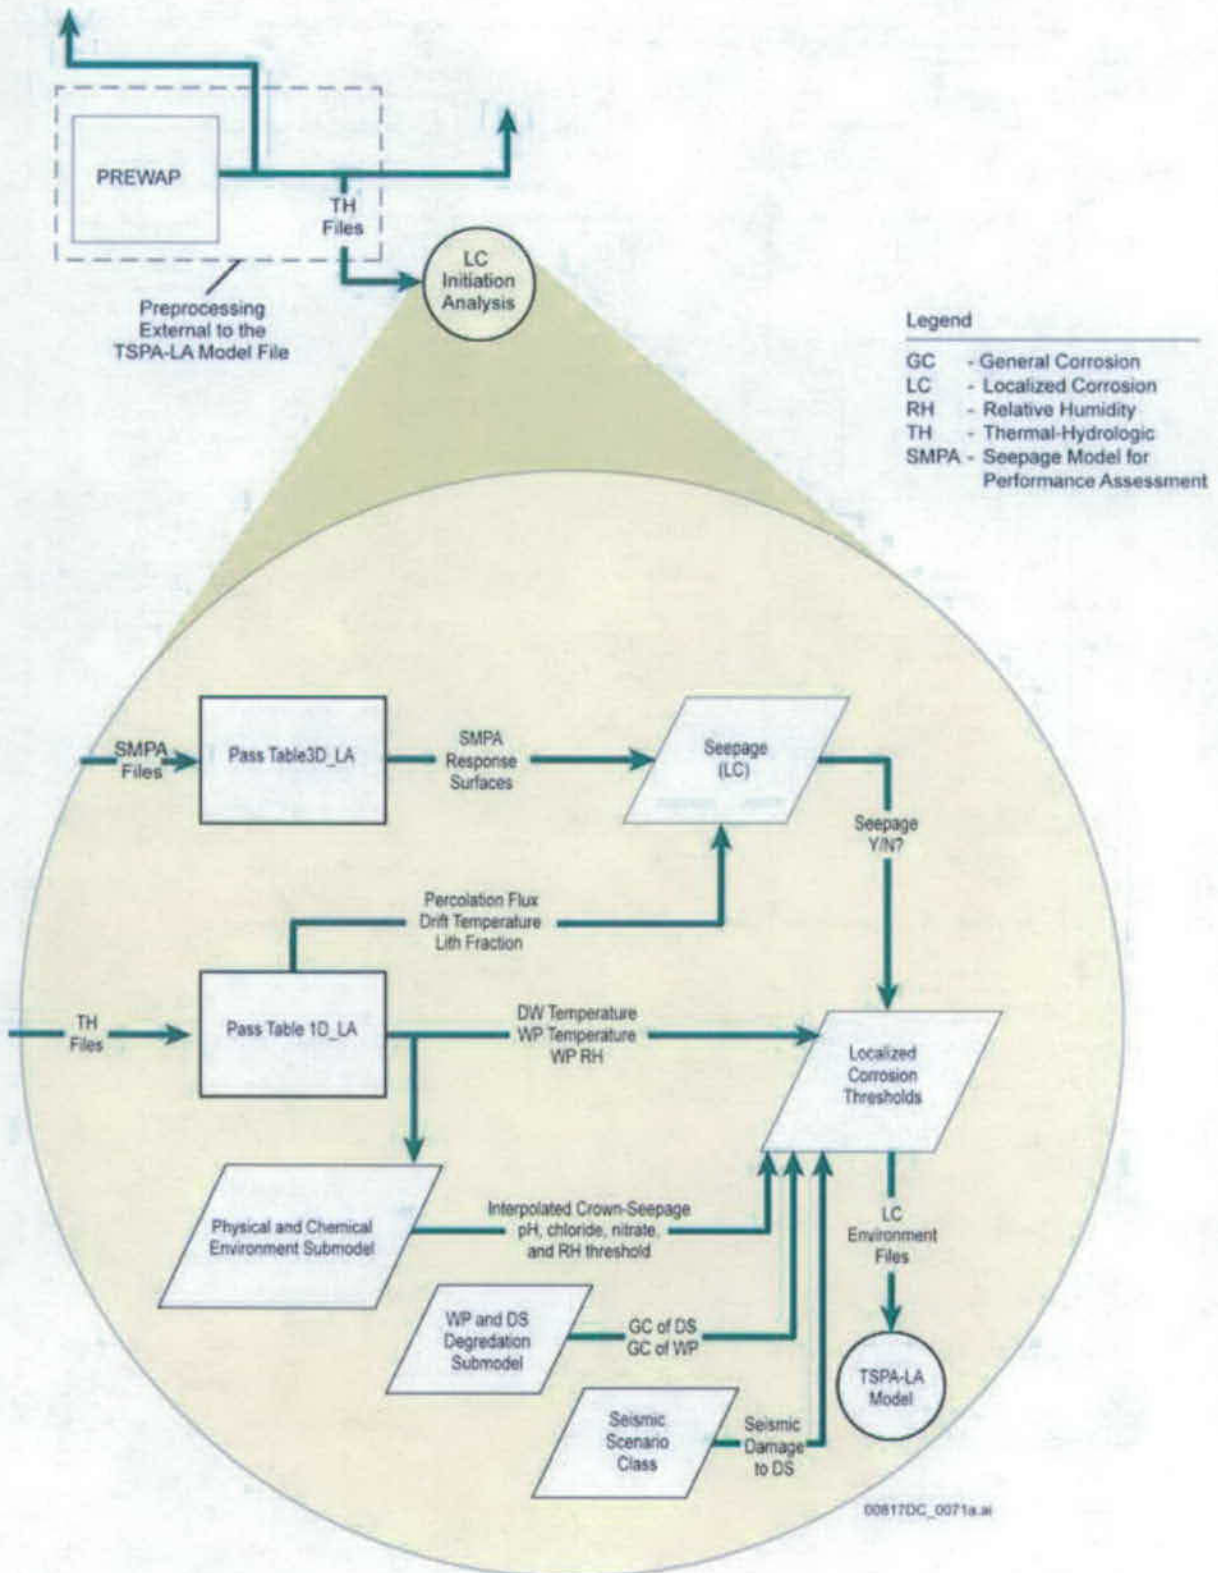 PREWAP
TH
Files
LC
Initiation
Analysis
Preprocessing
External to the
TSPA-LA Model File
Legend
GC - General Corrosion
LC - Localized Corrosion
RH - Relative Humidity
TH - Thermal-Hydrologic
SMPA - Seepage Model for
Performance Assessment
SMPA
Files
Pass Table3D_LA
SMPA
Response
Surfaces
Seepage
(LC)
Seepage
Y/N?
Percolation Flux
Drift Temperature
Lith Fraction
TH
Files
Pass Table 1D_LA
DW Temperature
WP Temperature
WP RH
Localized
Corrosion
Thresholds
Physical and Chemical
Environment Submodel
Interpolated Crown-Seepage
pH, chloride, nitrate,
and RH threshold
LC
Environment
Files
WP and DS
Degredation
Submodel
GC of DS
GC of WP
TSPA-LA
Model
Seismic
Scenario
Class
Seismic
Damage
to DS
00817DC_0071a.ai